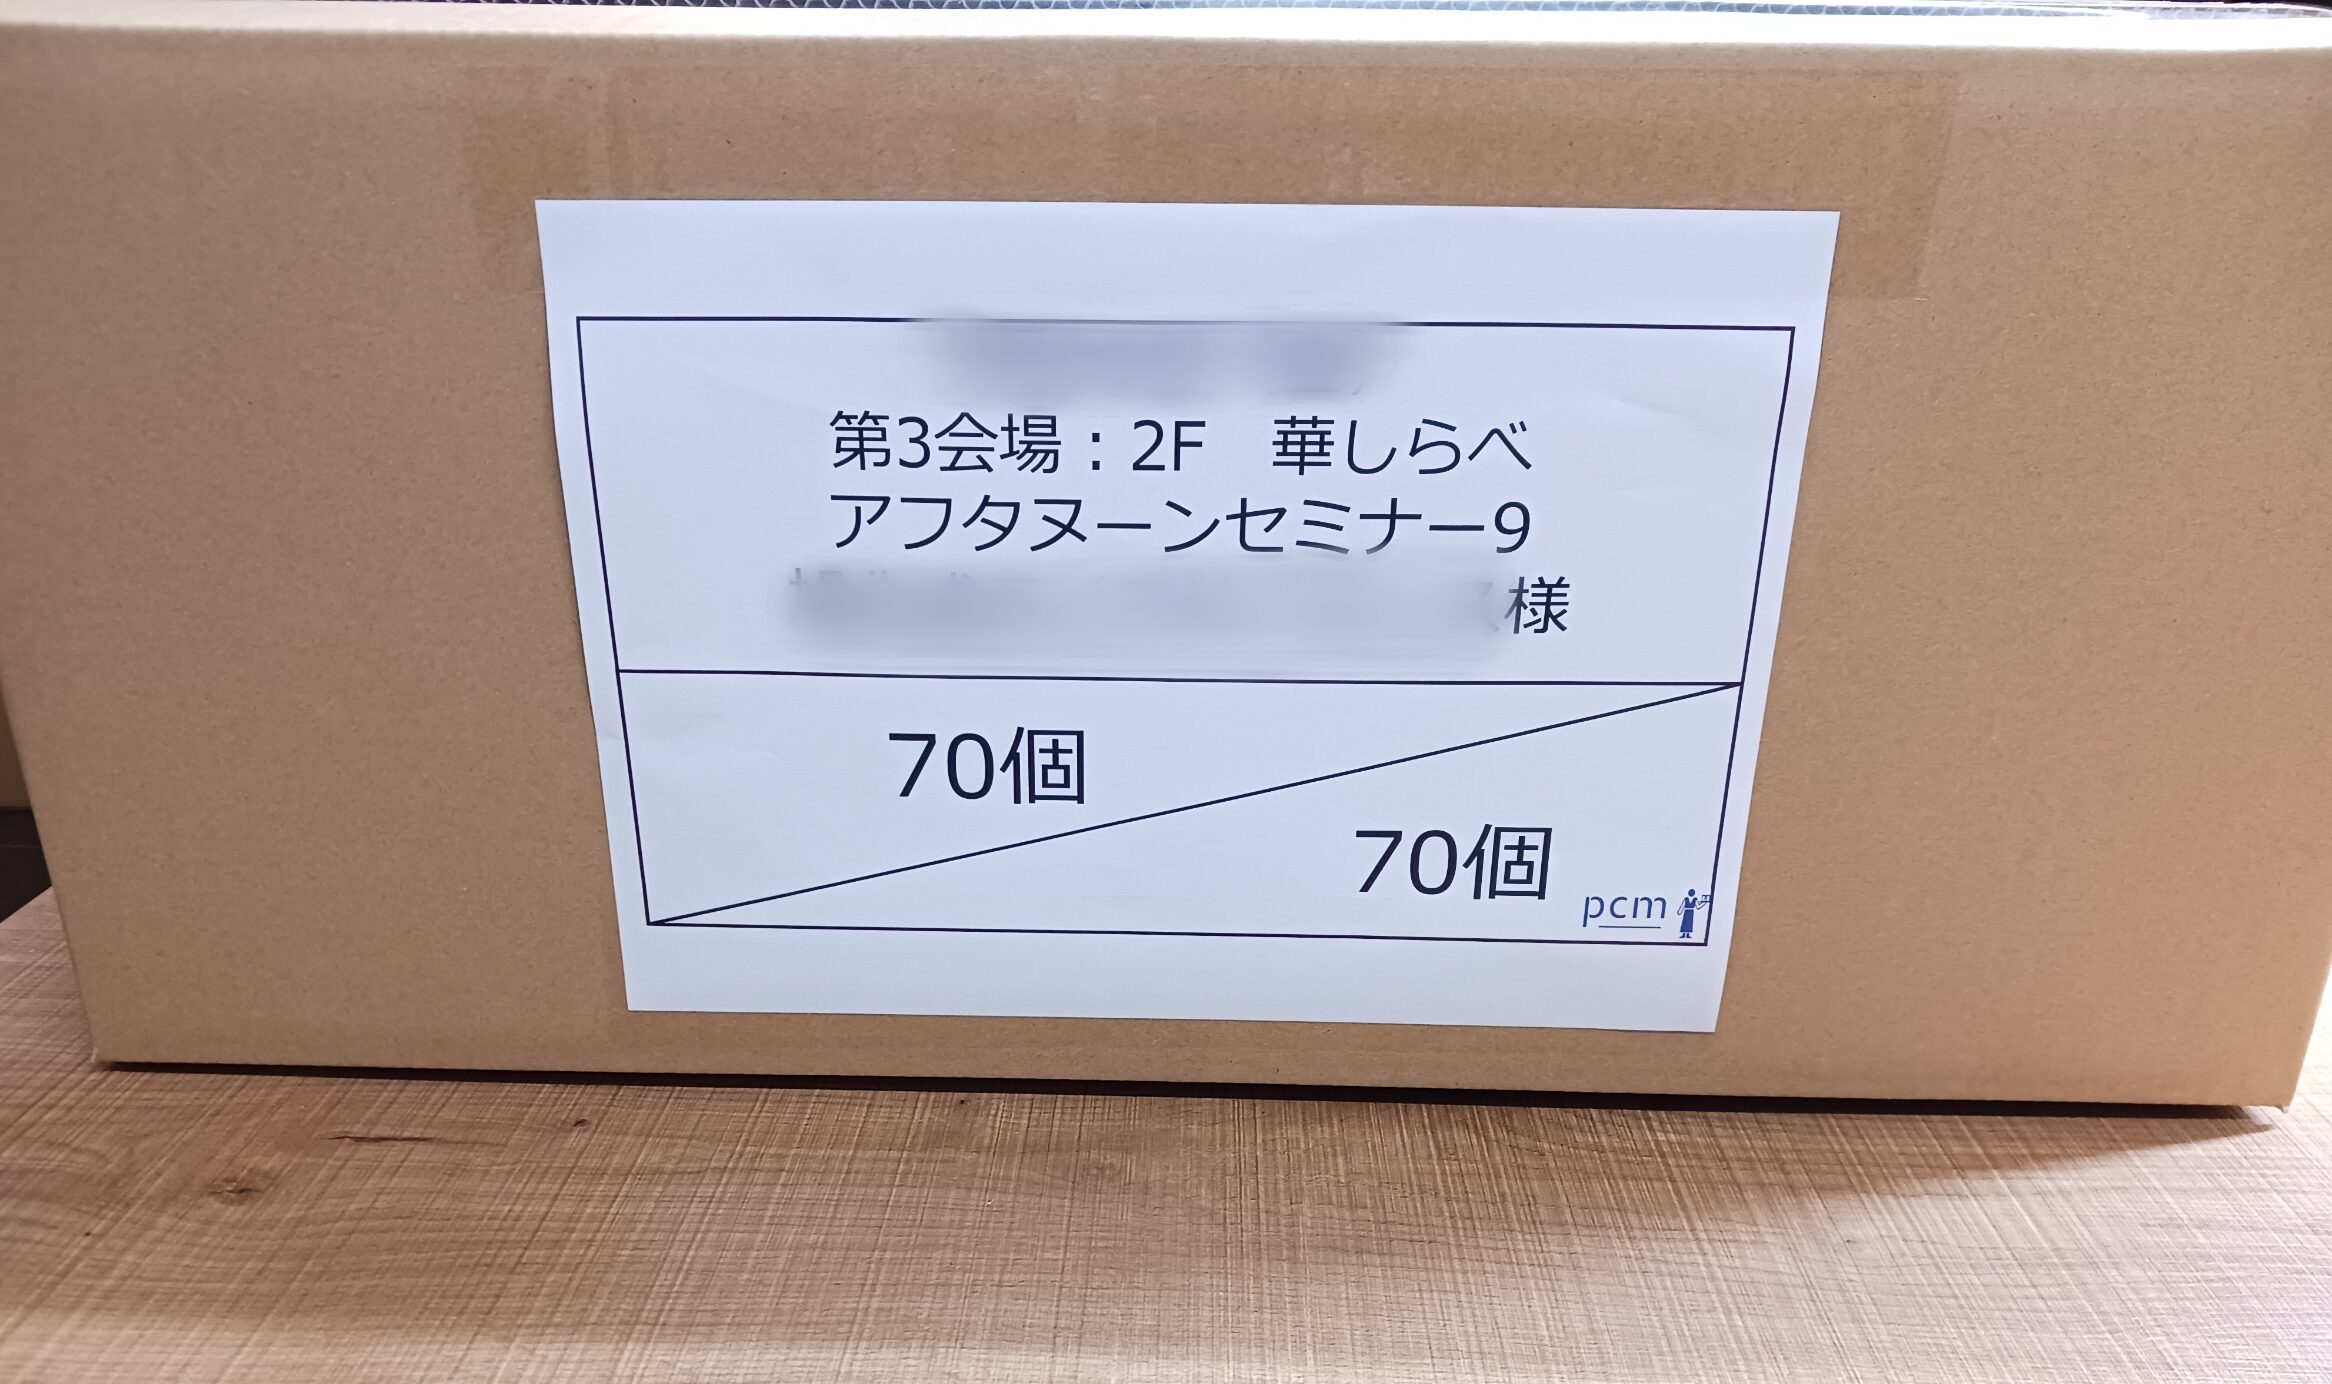 第3会場：2F　華しらべ
アフタヌーンセミナー9
様
70個
70個
pcm